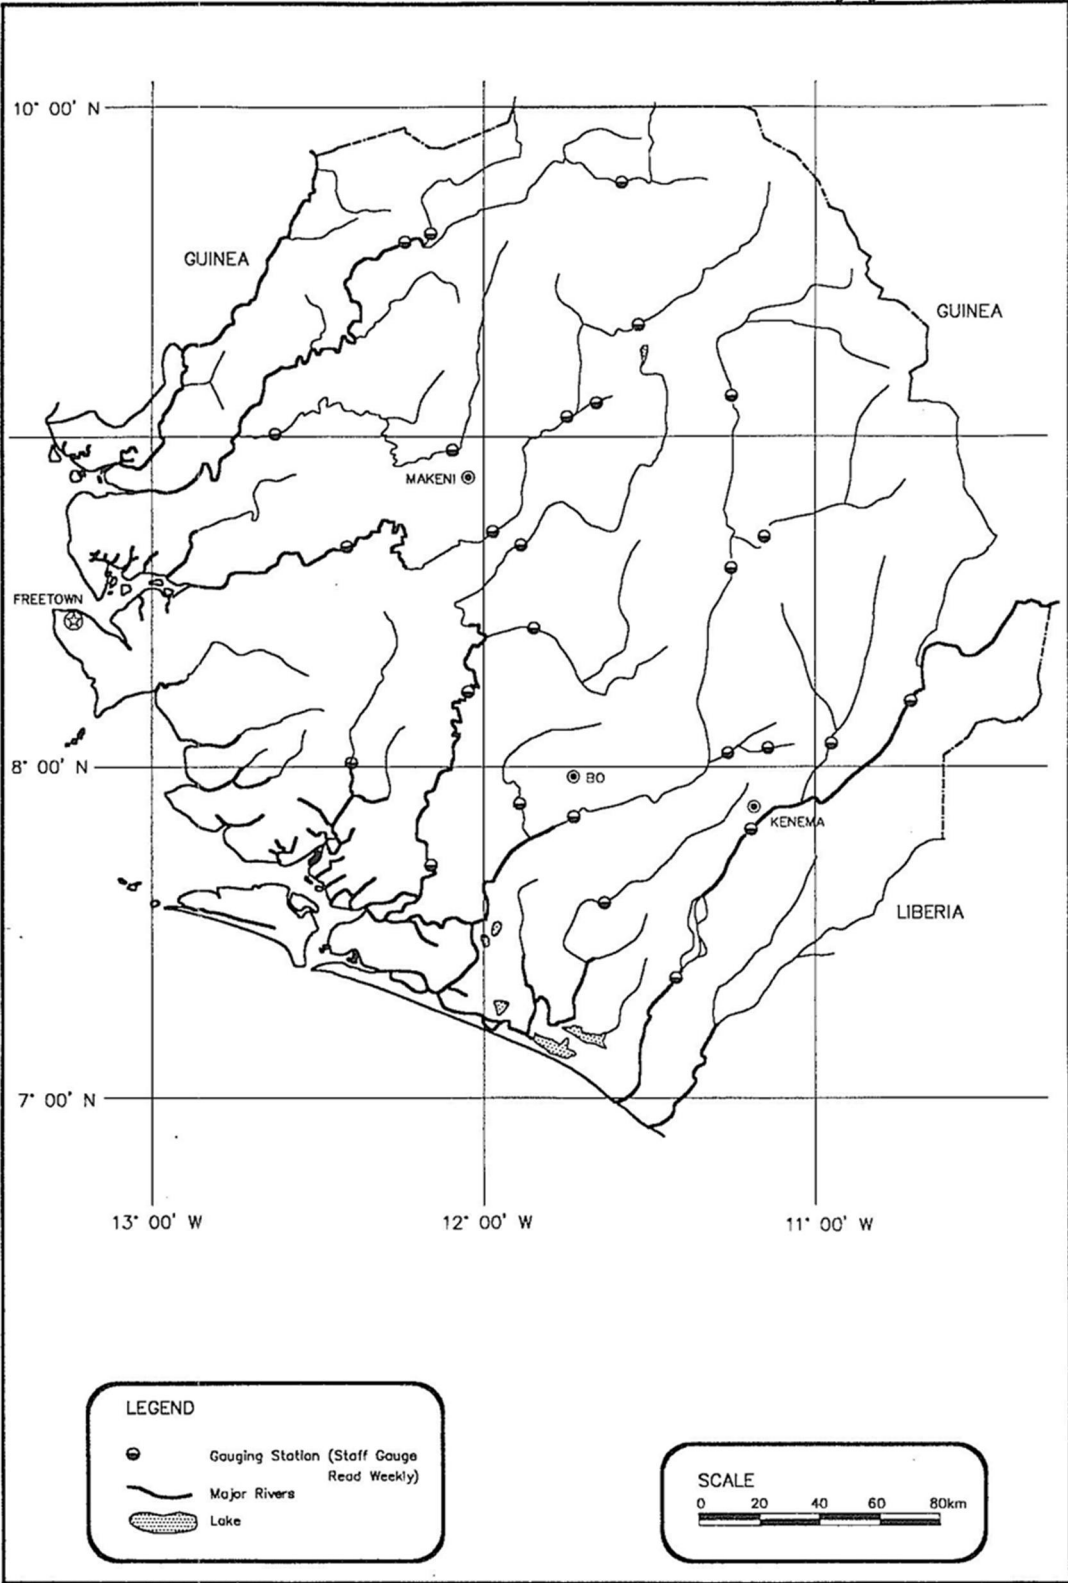 10° 00' N
GUINEA
GUINEA
MAKENI
FREETOWN
8° 00' N
BO
KENEMA
LIBERIA
7° 00' N
13° 00' W
12° 00' W
11° 00' W
LEGEND
Gauging Station (Staff Gauge
Read Weekly)
Major Rivers
Lake
SCALE
0 20 40 60 80km